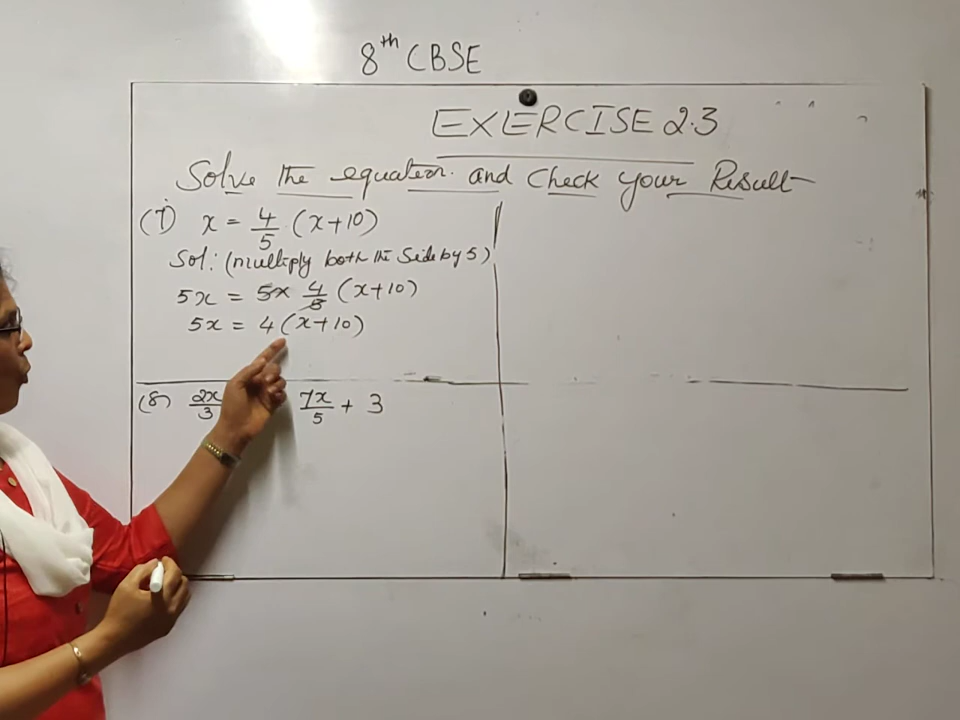 8th CBSE
EXERCISE 2.3
Solve the equation. and Check your Result
(7) x = 4/5 (x+10)
Sol: (multiply both the side by 5)
5x = 5x 4/5 (x+10)
5x = 4 (x+10)
(8) 2x/3 7x/5 + 3